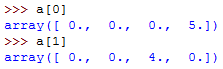 >>> a[0]
array([ 0.,  0.,  0.,  5.])
>>> a[1]
array([ 0.,  0.,  4.,  0.])